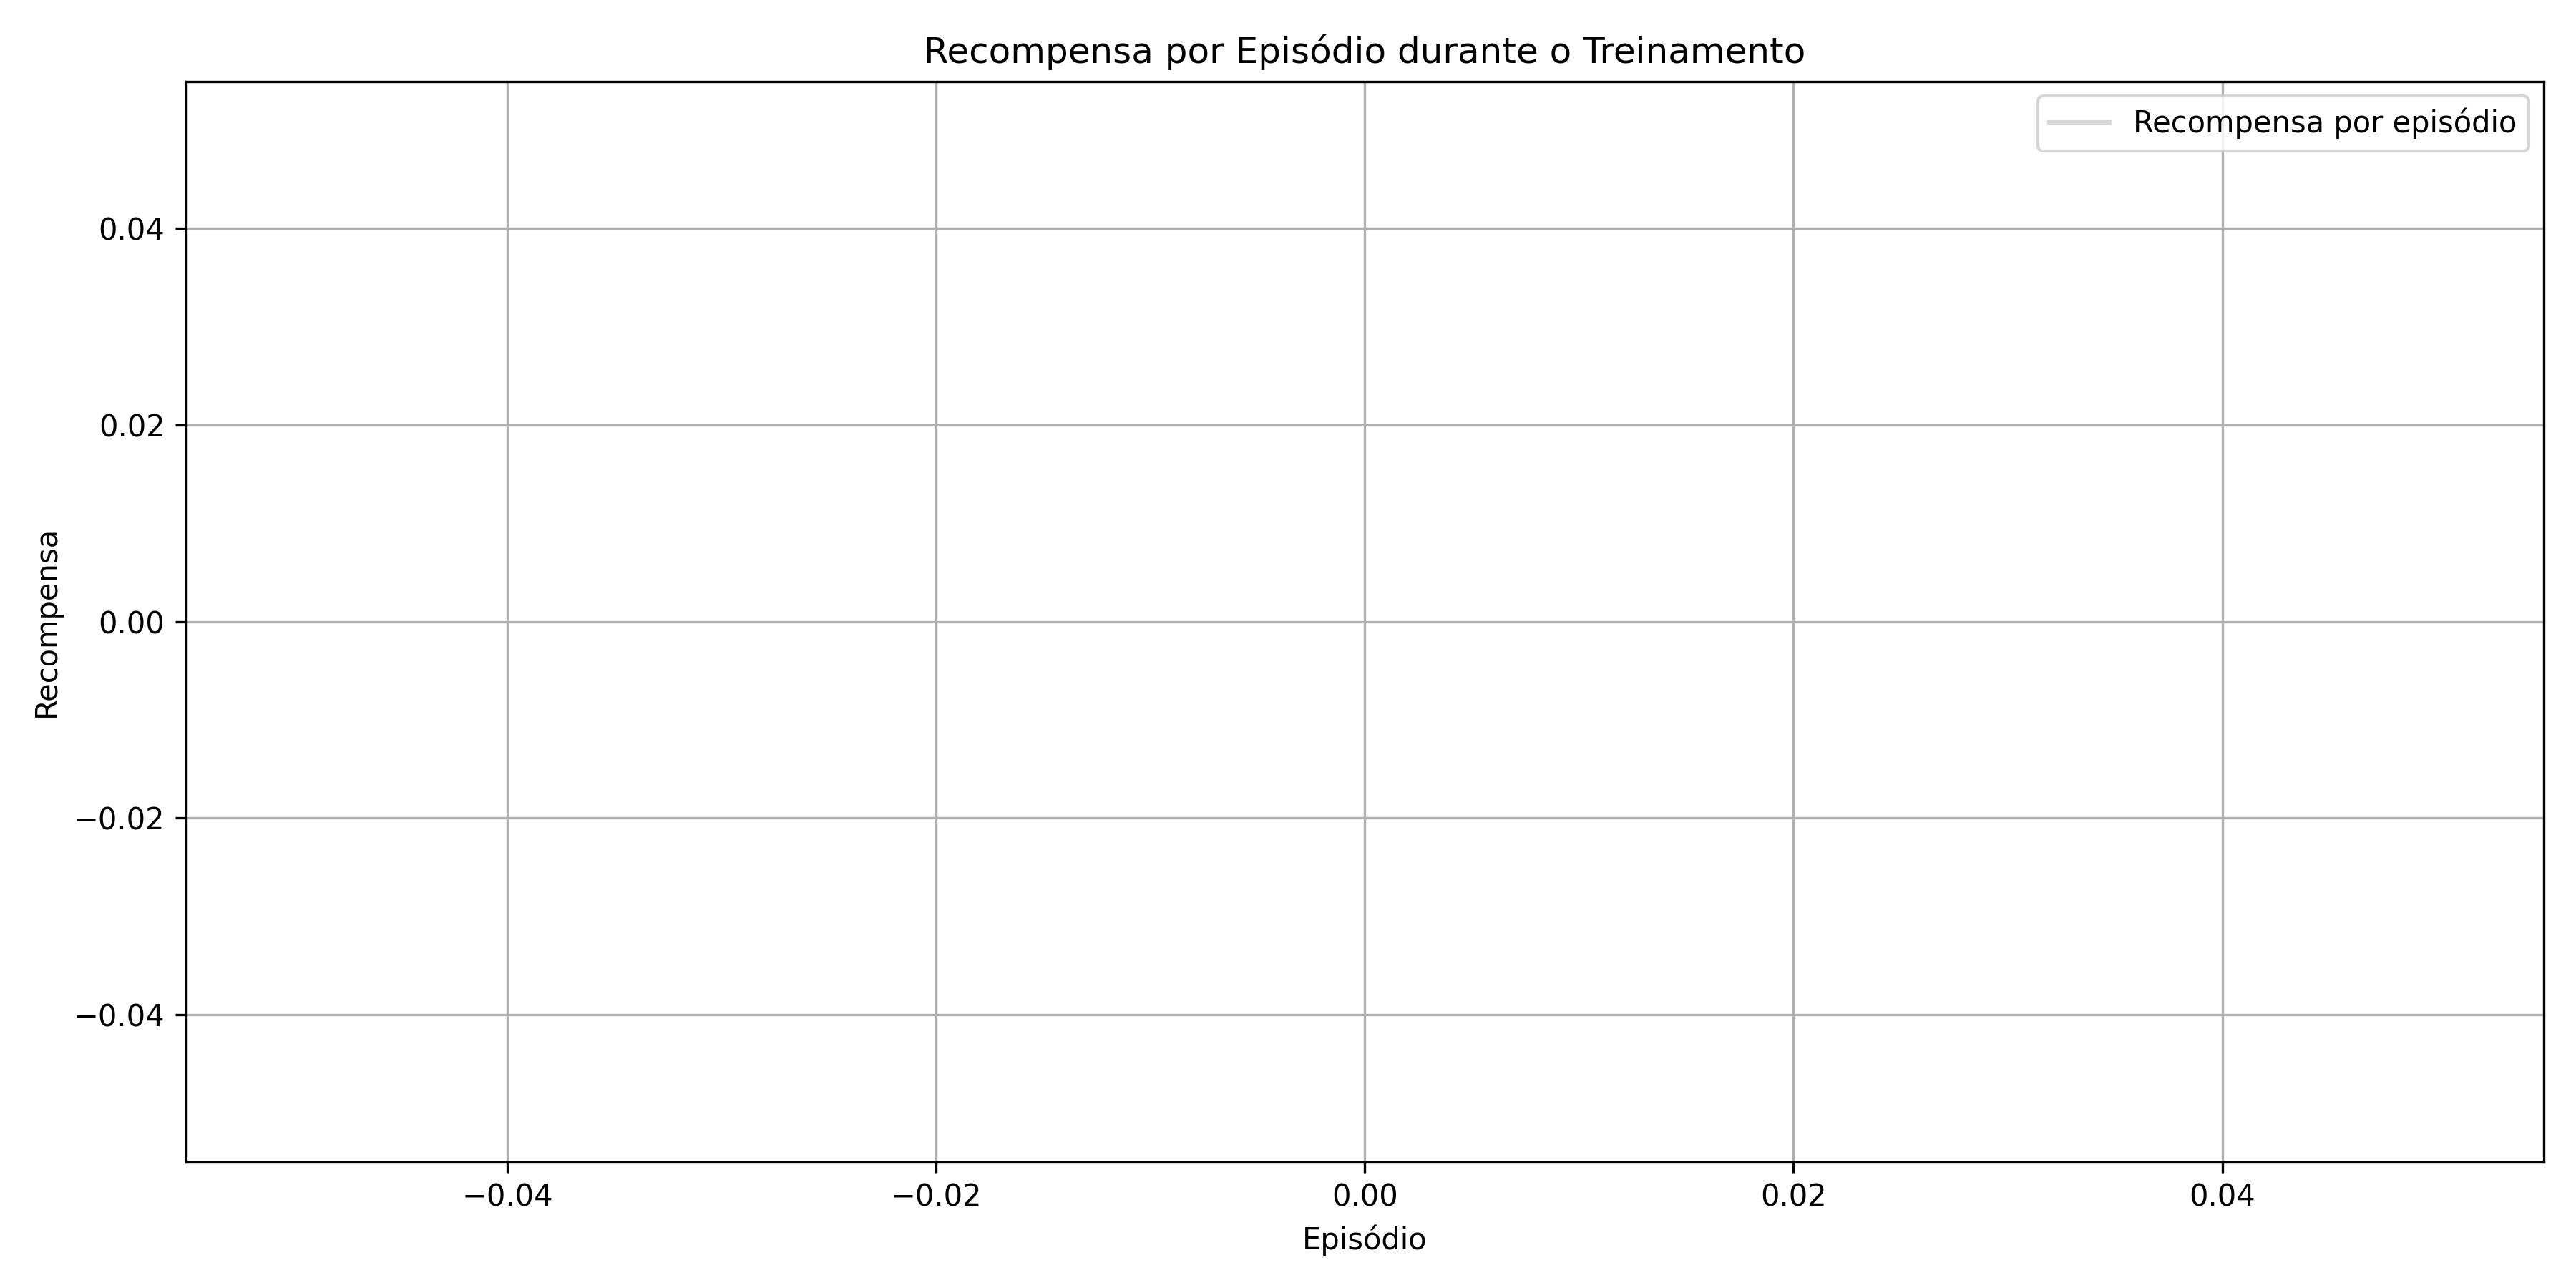 Recompensa por Episódio durante o Treinamento
Recompensa por episódio
Recompensa
0.04
0.02
0.00
−0.02
−0.04
−0.04
−0.02
0.00
0.02
0.04
Episódio